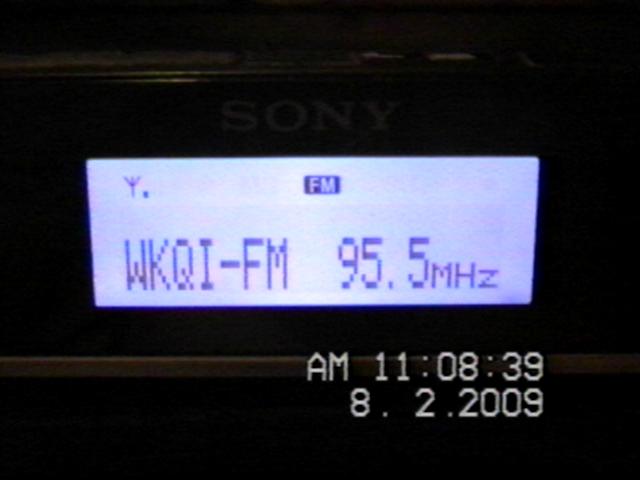 SONY
FM
WKQI-FM 95.5MHz
AM 11:08:39
8. 2.2009